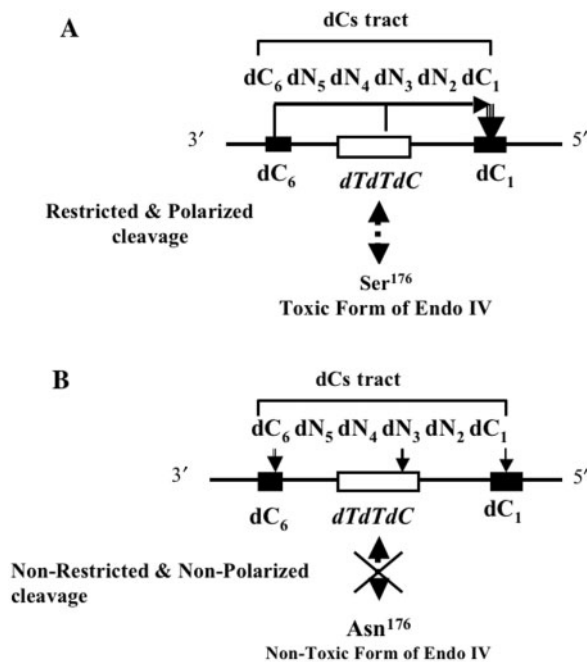 A
dCs tract
dC₆ dN₅ dN₄ dN₃ dN₂ dC₁
3′ 5′
dC₆ dTdTdC dC₁
Restricted & Polarized
cleavage
Ser¹⁷⁶
Toxic Form of Endo IV
B
dCs tract
dC₆ dN₅ dN₄ dN₃ dN₂ dC₁
3′ 5′
dC₆ dTdTdC dC₁
Non-Restricted & Non-Polarized
cleavage
Asn¹⁷⁶
Non-Toxic Form of Endo IV